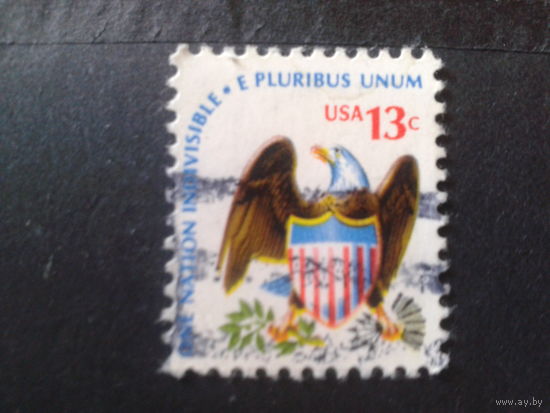 ONE NATION INDIVISIBLE • E PLURIBUS UNUM
USA 13c
www.ay.by